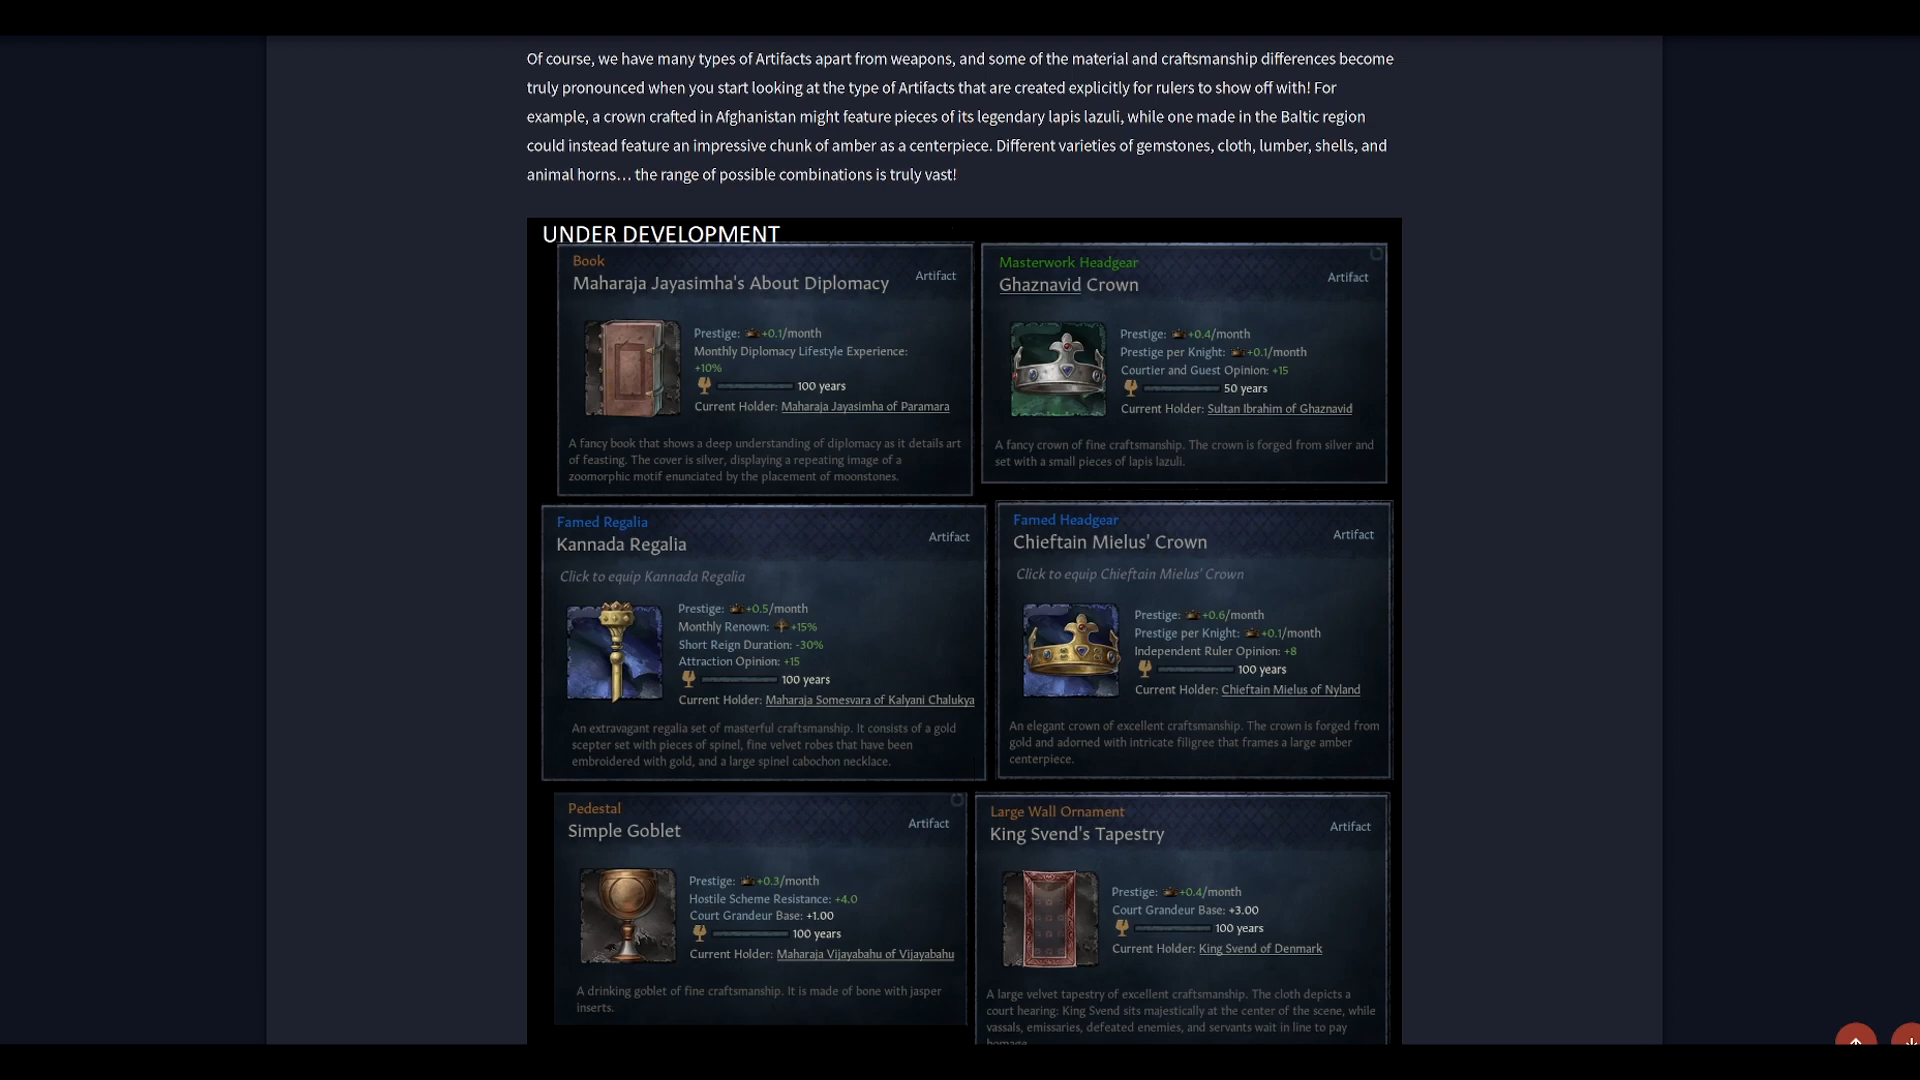 Of course, we have many types of Artifacts apart from weapons, and some of the material and craftsmanship differences become
truly pronounced when you start looking at the type of Artifacts that are created explicitly for rulers to show off with! For
example, a crown crafted in Afghanistan might feature pieces of its legendary lapis lazuli, while one made in the Baltic region
could instead feature an impressive chunk of amber as a centerpiece. Different varieties of gemstones, cloth, lumber, shells, and
animal horns… the range of possible combinations is truly vast!
UNDER DEVELOPMENT
Book
Maharaja Jayasimha's About Diplomacy
Artifact
Prestige: +0.1/month
Monthly Diplomacy Lifestyle Experience:
+10%
100 years
Current Holder: Maharaja Jayasimha of Paramara
A fancy book that shows a deep understanding of diplomacy as it details art
of feasting. The cover is silver, displaying a repeating image of a
zoomorphic motif enunciated by the placement of moonstones.
Masterwork Headgear
Ghaznavid Crown
Artifact
Prestige: +0.4/month
Prestige per Knight: +0.1/month
Courtier and Guest Opinion: +15
50 years
Current Holder: Sultan Ibrahim of Ghaznavid
A fancy crown of fine craftsmanship. The crown is forged from silver and
set with a small pieces of lapis lazuli.
Famed Regalia
Kannada Regalia
Artifact
Click to equip Kannada Regalia
Prestige: +0.5/month
Monthly Renown: +15%
Short Reign Duration: -30%
Attraction Opinion: +15
100 years
Current Holder: Maharaja Somesvara of Kalyani Chalukya
An extravagant regalia set of masterful craftsmanship. It consists of a gold
scepter set with pieces of spinel, fine velvet robes that have been
embroidered with gold, and a large spinel cabochon necklace.
Famed Headgear
Chieftain Mielus' Crown
Artifact
Click to equip Chieftain Mielus' Crown
Prestige: +0.6/month
Prestige per Knight: +0.1/month
Independent Ruler Opinion: +8
100 years
Current Holder: Chieftain Mielus of Nyland
An elegant crown of excellent craftsmanship. The crown is forged from
gold and adorned with intricate filigree that frames a large amber
centerpiece.
Pedestal
Simple Goblet
Artifact
Prestige: +0.3/month
Hostile Scheme Resistance: +4.0
Court Grandeur Base: +1.00
100 years
Current Holder: Maharaja Vijayabahu of Vijayabahu
A drinking goblet of fine craftsmanship. It is made of bone with jasper
inserts.
Large Wall Ornament
King Svend's Tapestry
Artifact
Prestige: +0.4/month
Court Grandeur Base: +3.00
100 years
Current Holder: King Svend of Denmark
A large velvet tapestry of excellent craftsmanship. The cloth depicts a
court hearing: King Svend sits majestically at the center of the scene, while
vassals, emissaries, defeated enemies, and servants wait in line to pay
homage.